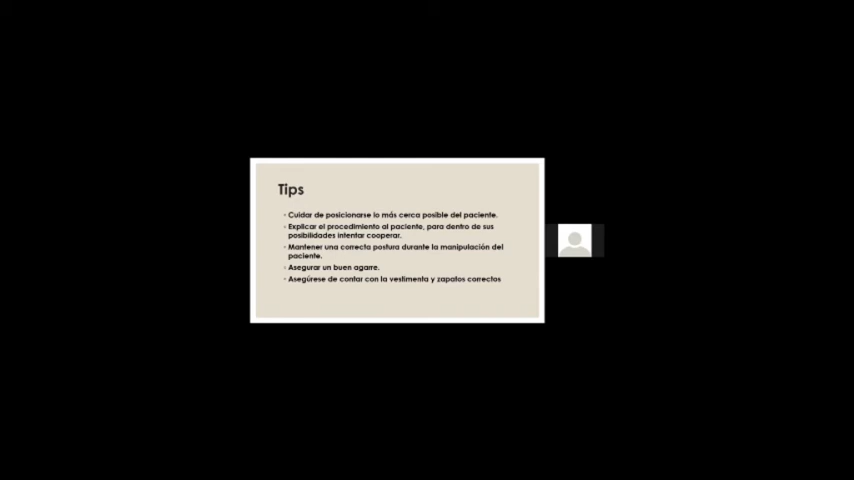 Tips
Cuidar de posicionarse lo más cerca posible del paciente.
Explicar el procedimiento al paciente, para dentro de sus
posibilidades intentar cooperar.
Mantener una correcta postura durante la manipulación del
paciente.
Asegurar un buen agarre.
Asegúrese de contar con la vestimenta y zapatos correctos